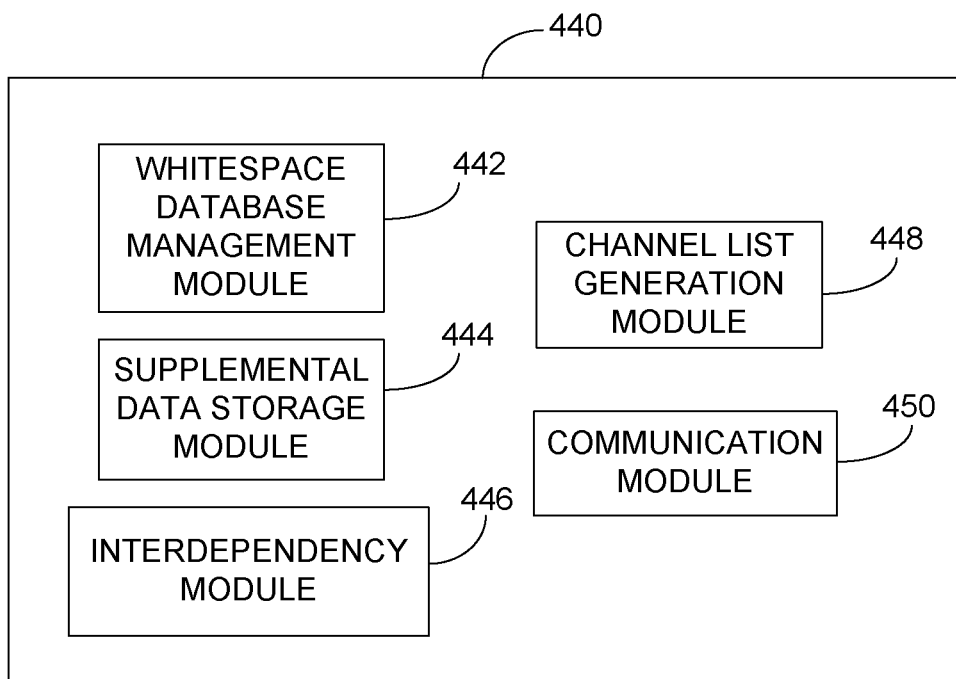 440
WHITESPACE
DATABASE
MANAGEMENT
MODULE
442
SUPPLEMENTAL
DATA STORAGE
MODULE
444
INTERDEPENDENCY
MODULE
446
CHANNEL LIST
GENERATION
MODULE
448
COMMUNICATION
MODULE
450